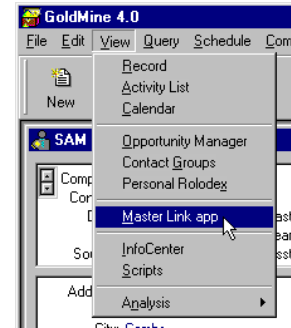 GoldMine 4.0
File Edit View Query Schedule
New
Record
Activity List
Calendar
SAM
Opportunity Manager
Contact Groups
Personal Rolodex
Master Link app
InfoCenter
Scripts
Analysis